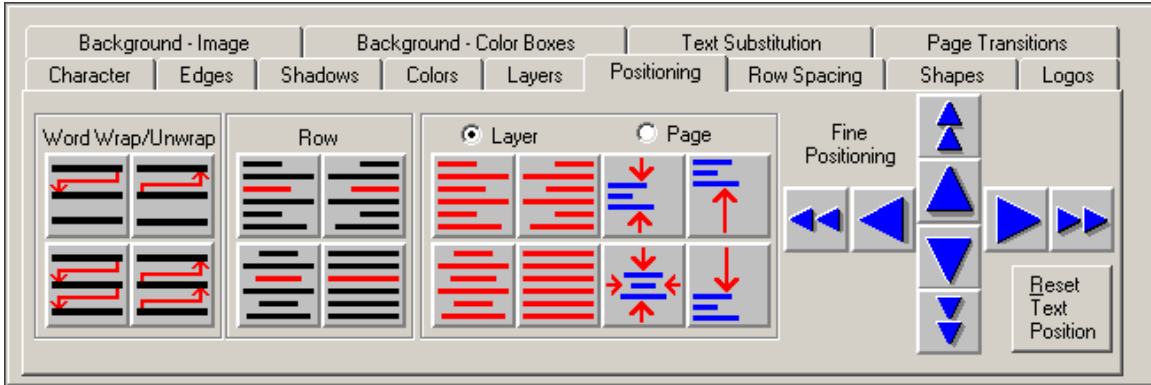 Background - Image
Background - Color Boxes
Text Substitution
Page Transitions
Character
Edges
Shadows
Colors
Layers
Positioning
Row Spacing
Shapes
Logos
Word Wrap/Unwrap
Row
Layer
Page
Fine
Positioning
Reset
Text
Position